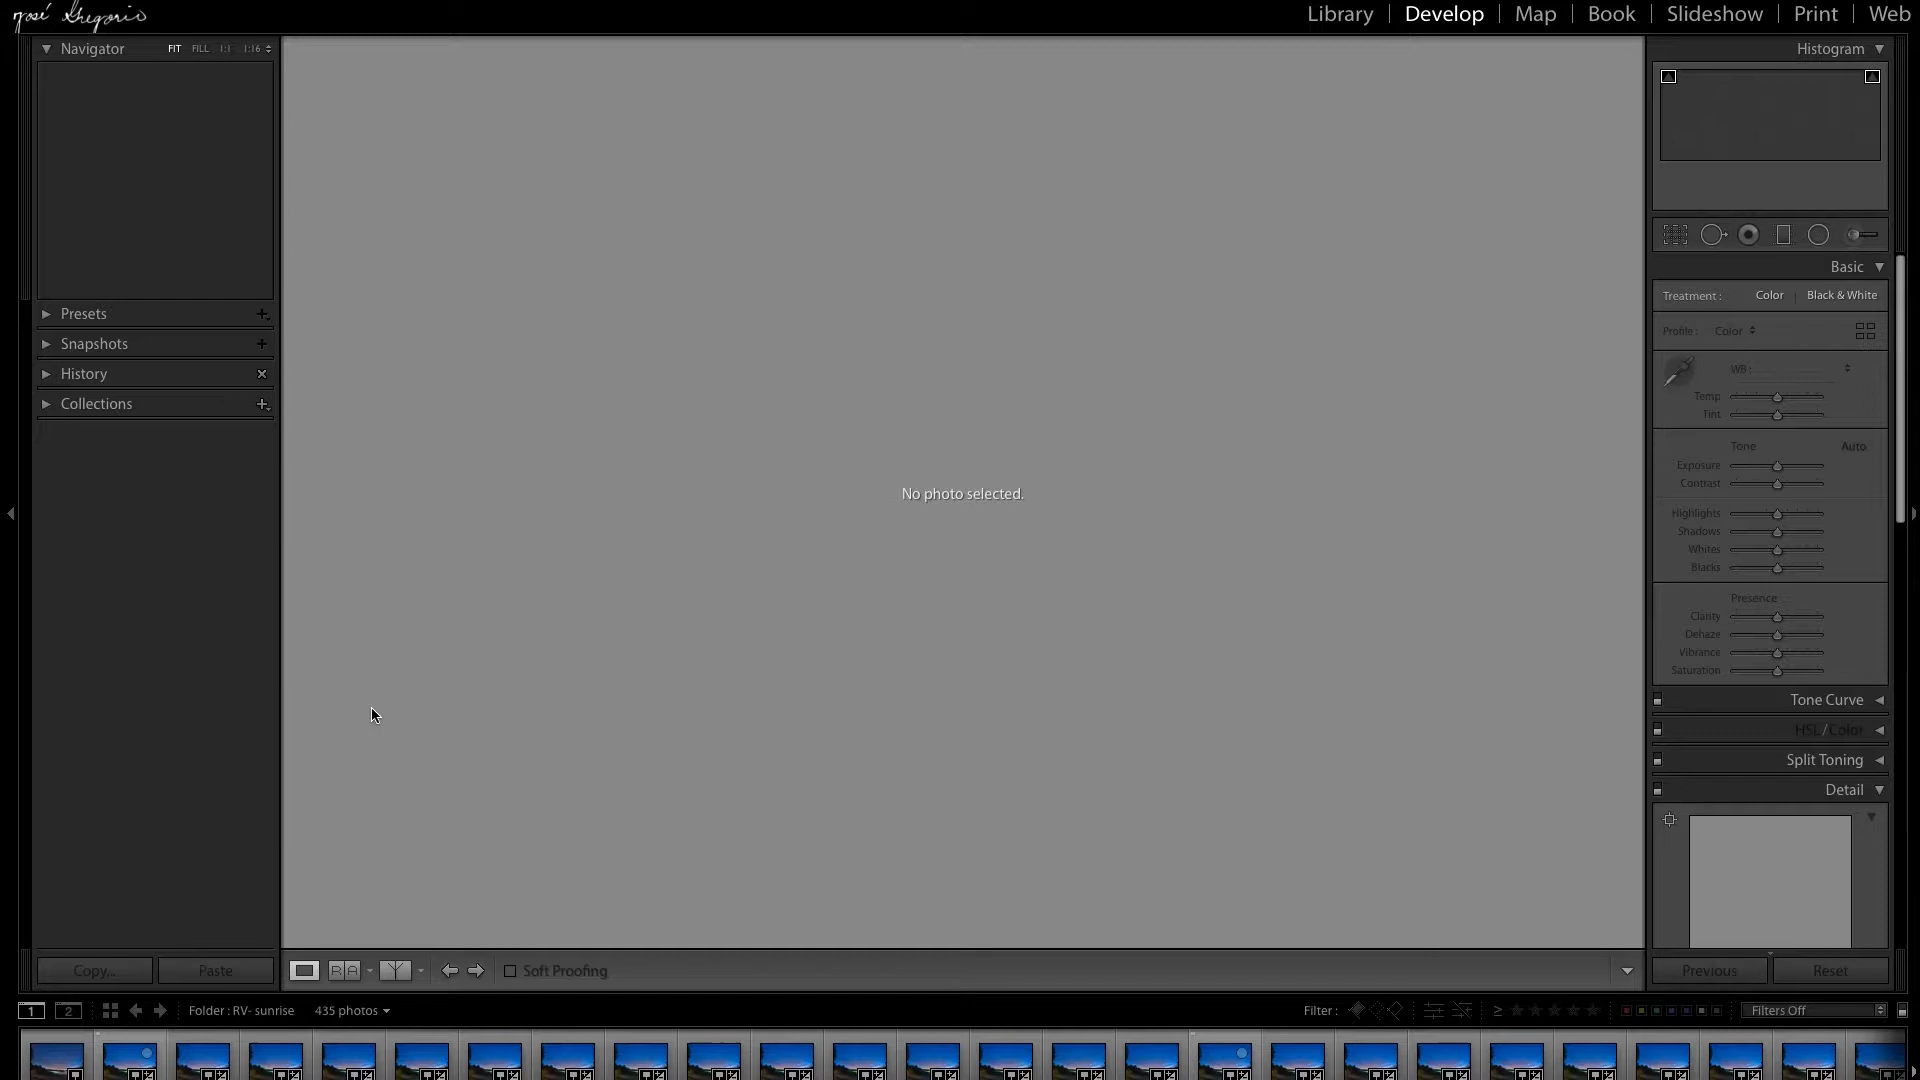 José Gregorio
Library | Develop | Map | Book | Slideshow | Print | Web
Navigator FIT FILL 1:1 1:16
Presets
Snapshots
History
Collections
No photo selected.
Histogram
Basic
Treatment : Color | Black & White
Profile : Color
WB :
Temp
Tint
Tone Auto
Exposure
Contrast
Highlights
Shadows
Whites
Blacks
Presence
Clarity
Dehaze
Vibrance
Saturation
Tone Curve
HSL / Color
Split Toning
Detail
Copy... Paste
R A Y Soft Proofing
Previous Reset
1 2 Folder : RV- sunrise 435 photos Filter : ≥ Filters Off